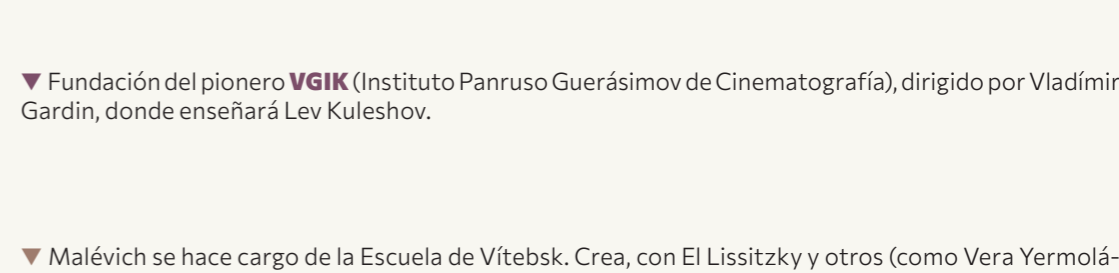 ▼ Fundación del pionero VGIK (Instituto Panruso Guerásimov de Cinematografía), dirigido por Vladímir
Gardin, donde enseñará Lev Kuleshov.
▼ Malévich se hace cargo de la Escuela de Vítebsk. Crea, con El Lissitzky y otros (como Vera Yermolá-